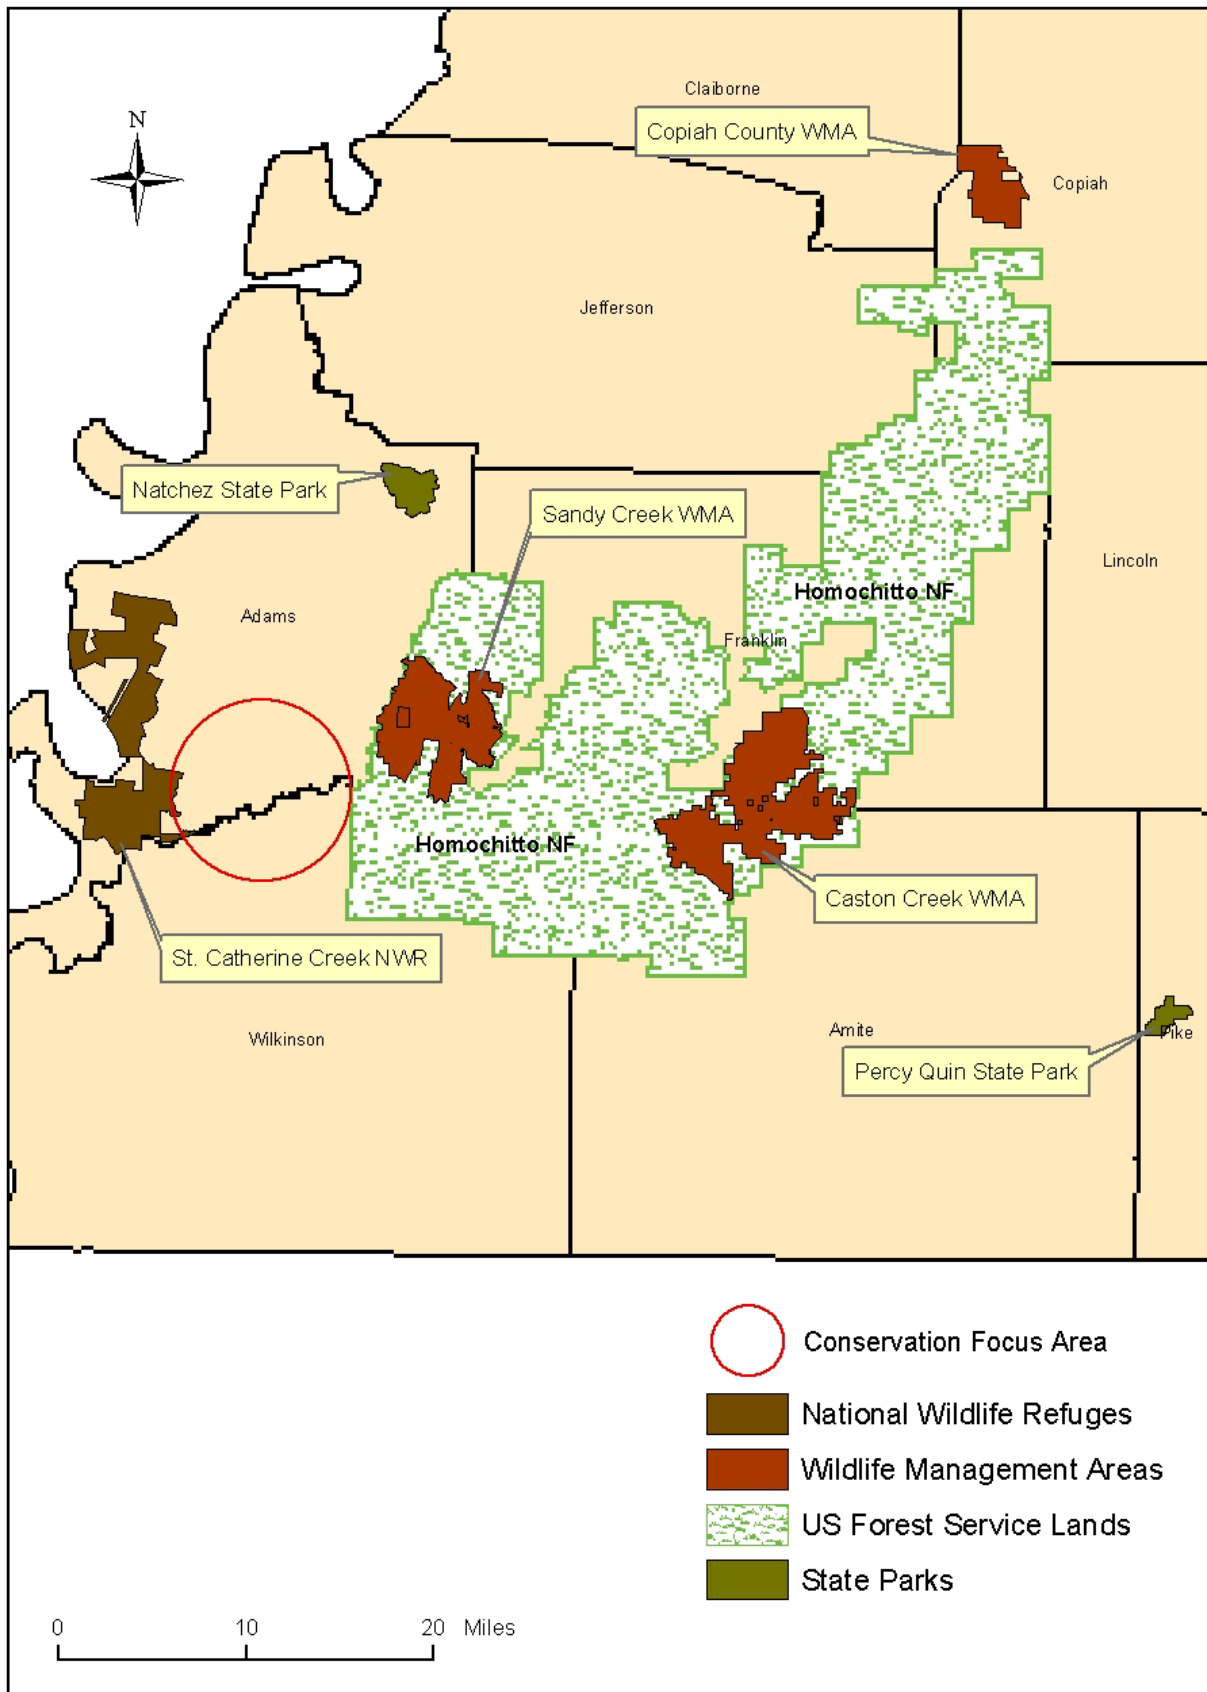 Claiborne
N
Copiah County WMA
Copiah
Jefferson
Natchez State Park
Sandy Creek WMA
Lincoln
Homochitto NF
Adams
Franklin
Homochitto NF
Caston Creek WMA
St. Catherine Creek NWR
Wilkinson
Amite
Pike
Percy Quin State Park
Conservation Focus Area
National Wildlife Refuges
Wildlife Management Areas
US Forest Service Lands
State Parks
0 10 20 Miles